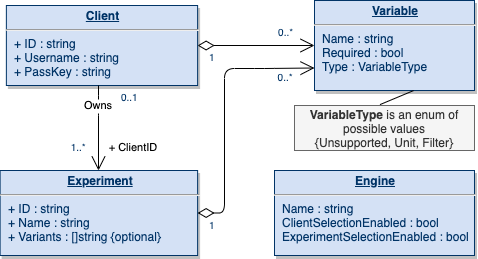 Client
+ ID : string
+ Username : string
+ PassKey : string
0..*
1
Variable
Name : string
Required : bool
Type : VariableType
0..*
0..1
Owns
1..*
+ ClientID
VariableType is an enum of
possible values
{Unsupported, Unit, Filter}
Experiment
+ ID : string
+ Name : string
+ Variants : []string {optional}
1
Engine
Name : string
ClientSelectionEnabled : bool
ExperimentSelectionEnabled : bool